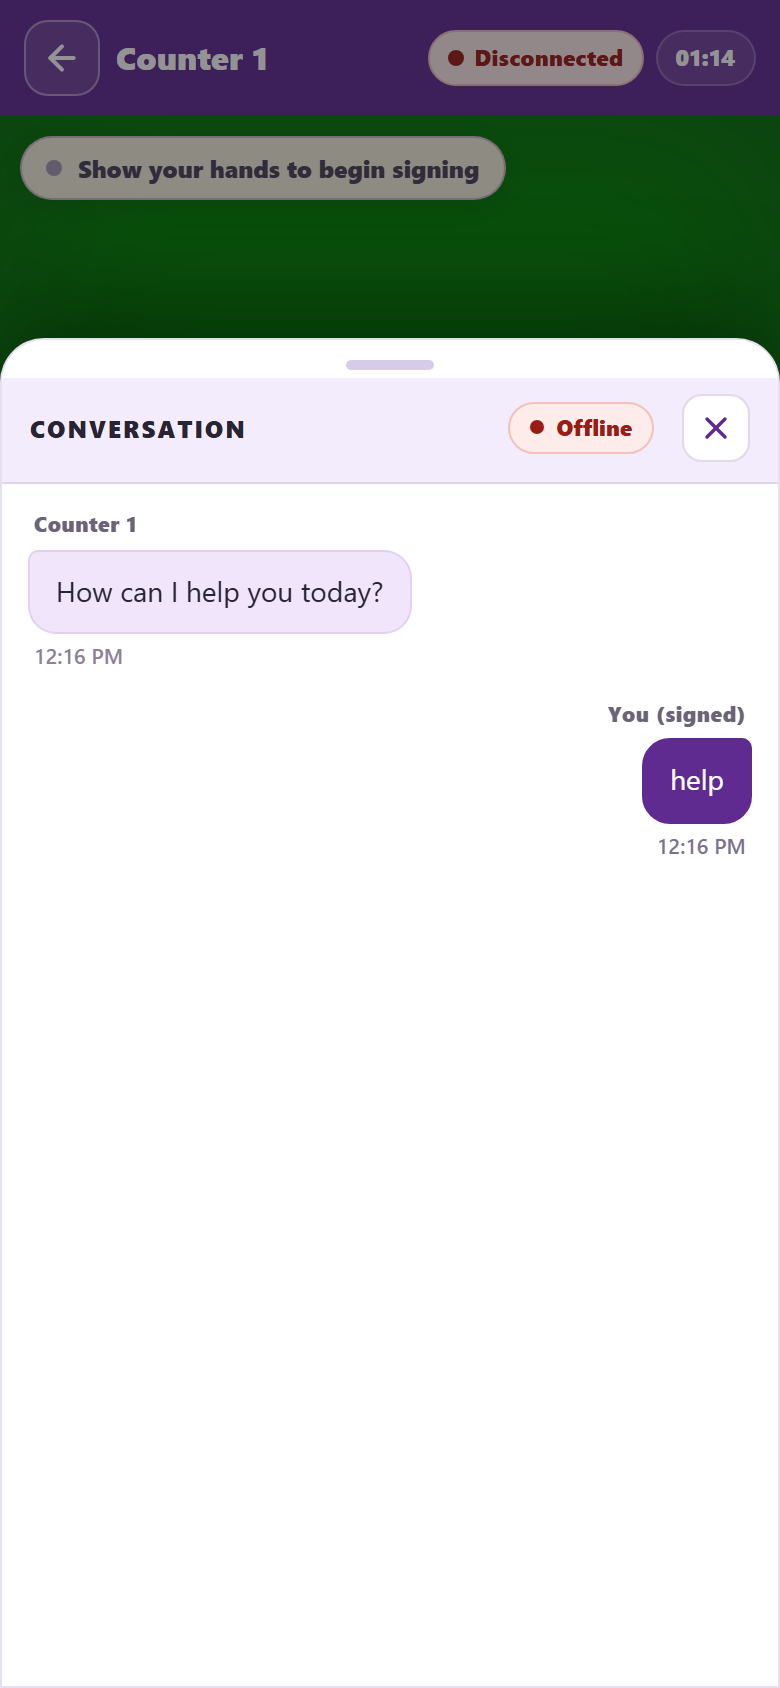 Counter 1
Disconnected
01:14
Show your hands to begin signing
CONVERSATION
Offline
Counter 1
How can I help you today?
12:16 PM
You (signed)
help
12:16 PM